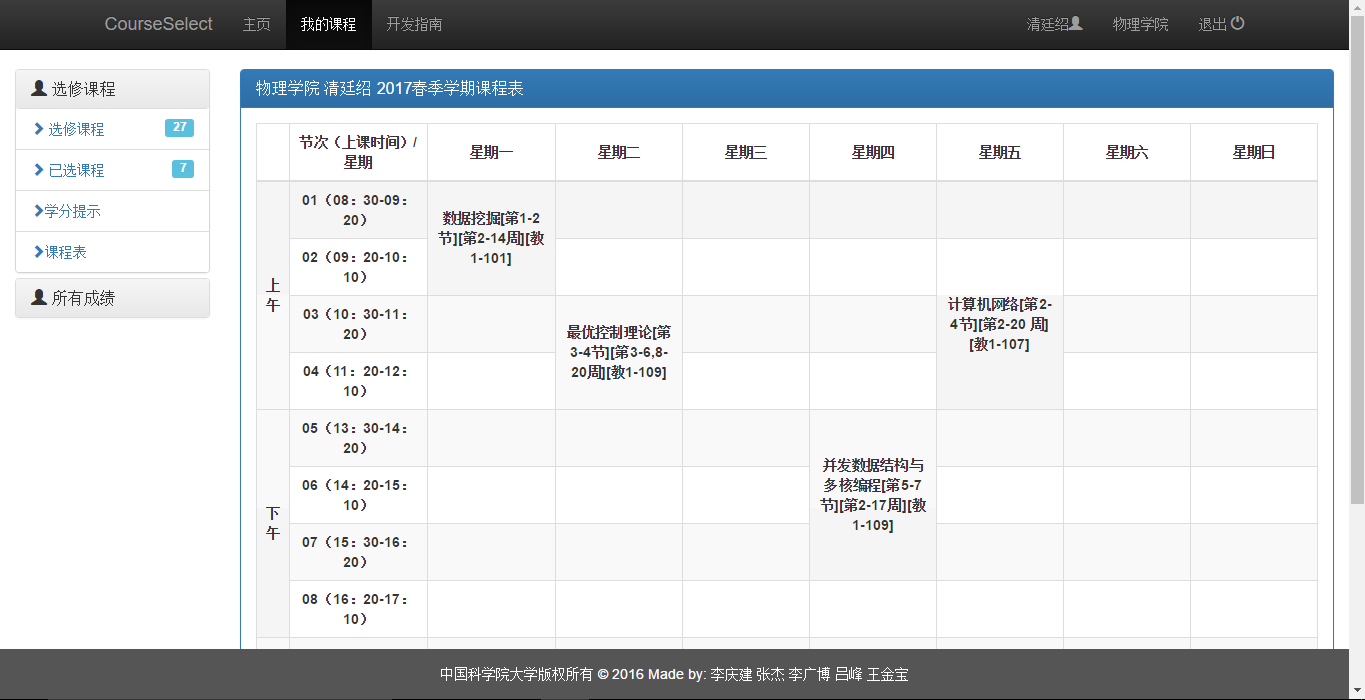 CourseSelect 主页 我的课程 开发指南 清廷绍 物理学院 退出
选修课程
选修课程 27
已选课程 7
学分提示
课程表
所有成绩
物理学院 清廷绍 2017春季学期课程表
节次（上课时间）/
星期
星期一 星期二 星期三 星期四 星期五 星期六 星期日
上
午
01（08：30-09：
20）
02（09：20-10：
10）
03（10：30-11：
20）
04（11：20-12：
10）
数据挖掘[第1-2
节][第2-14周][教
1-101]
最优控制理论[第
3-4节][第3-6,8-
20周][教1-109]
计算机网络[第2-
4节][第2-20 周]
[教1-107]
下
午
05（13：30-14：
20）
06（14：20-15：
10）
07（15：30-16：
20）
08（16：20-17：
10）
并发数据结构与
多核编程[第5-7
节][第2-17周][教
1-109]
中国科学院大学版权所有 © 2016 Made by: 李庆建 张杰 李广博 吕峰 王金宝